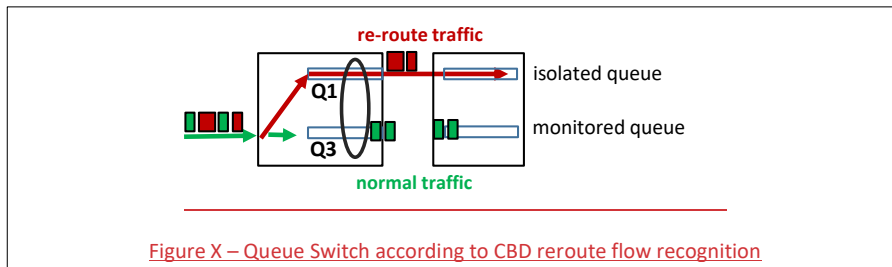 re-route traffic
Q1
isolated queue
Q3
monitored queue
normal traffic
Figure X – Queue Switch according to CBD reroute flow recognition